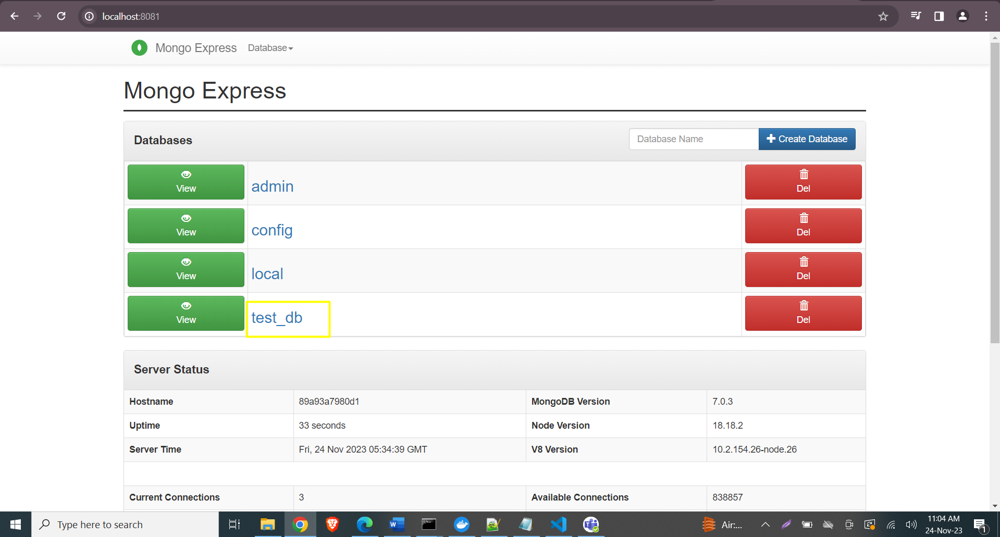 localhost:8081
Mongo Express Database
Mongo Express
Databases Database Name Create Database
View admin Del
View config Del
View local Del
View test_db Del
Server Status
Hostname 89a93a7980d1 MongoDB Version 7.0.3
Uptime 33 seconds Node Version 18.18.2
Server Time Fri, 24 Nov 2023 05:34:39 GMT V8 Version 10.2.154.26-node.26
Current Connections 3 Available Connections 838857
Type here to search Air:... 11:04 AM
24-Nov-23 1